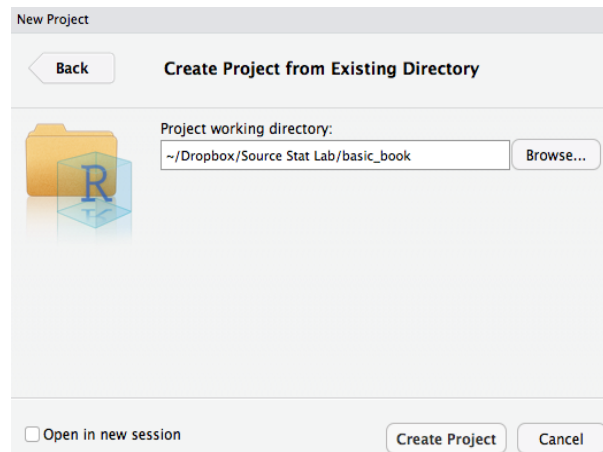 New Project
Back
Create Project from Existing Directory
Project working directory:
~/Dropbox/Source Stat Lab/basic_book
Browse...
R
Open in new session
Create Project
Cancel